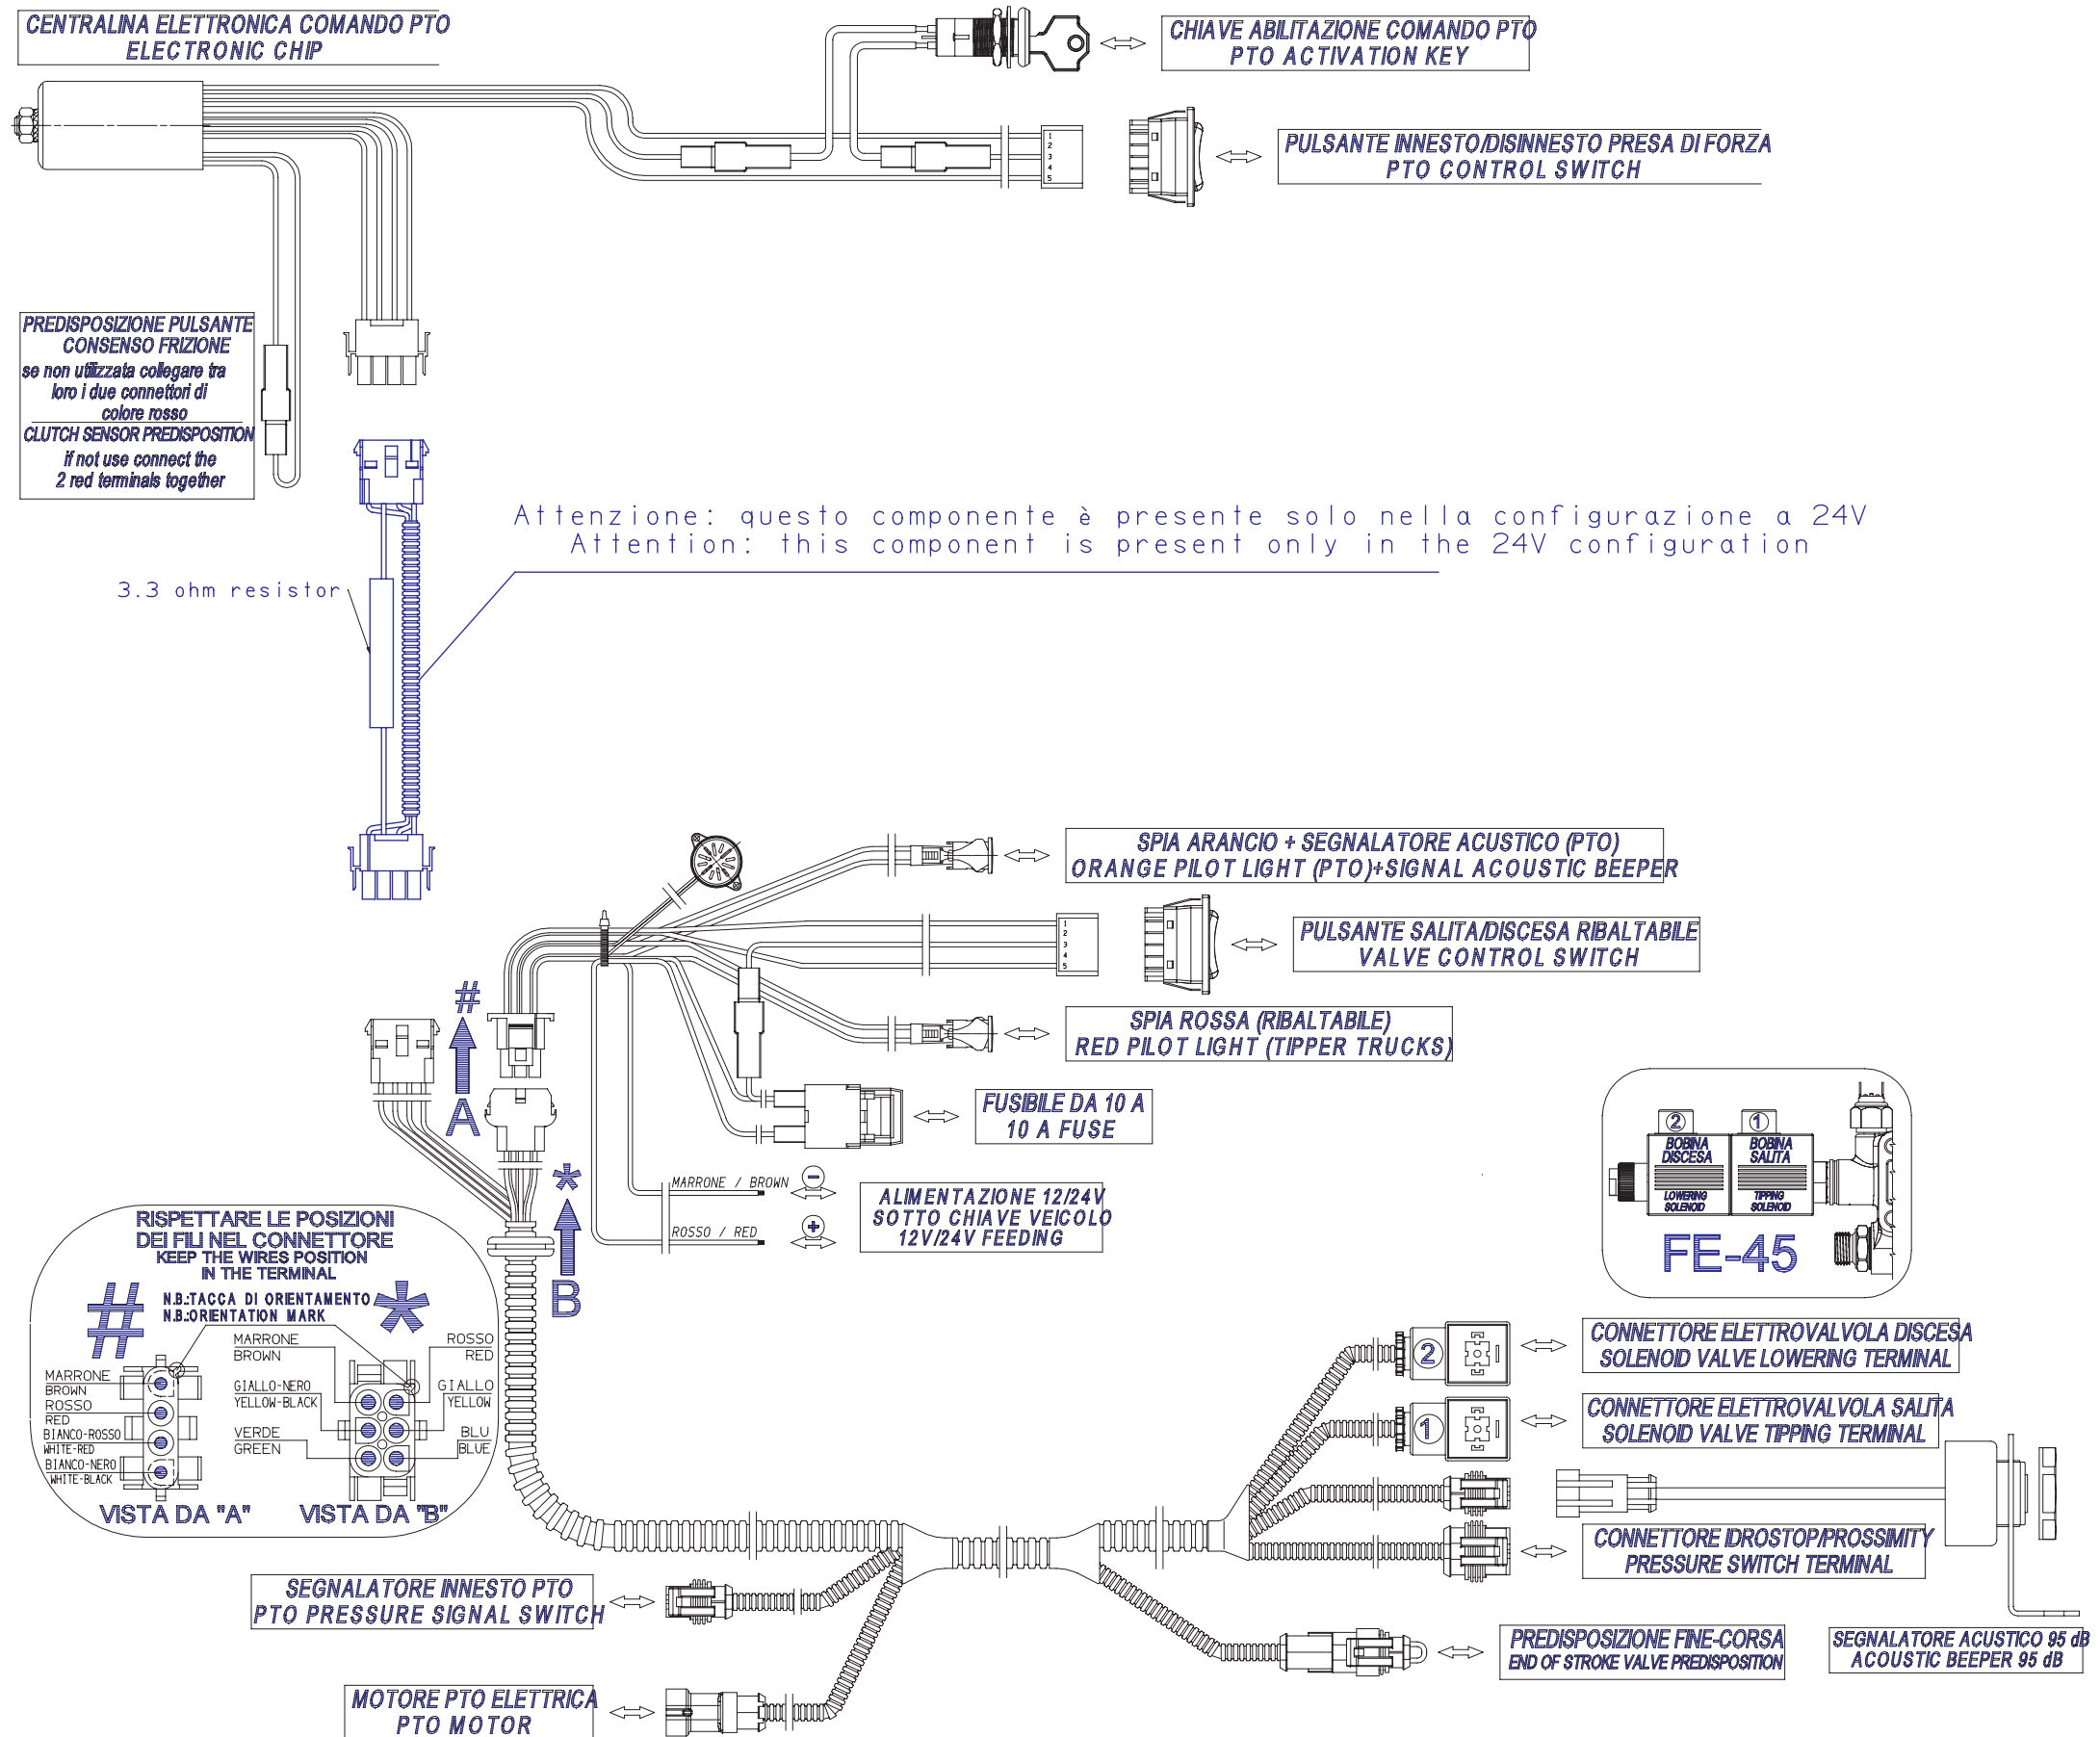 CENTRALINA ELETTRONICA COMANDO PTO
ELECTRONIC CHIP
CHIAVE ABILITAZIONE COMANDO PTO
PTO ACTIVATION KEY
1
2
3
4
5
PULSANTE INNESTO/DISINNESTO PRESA DI FORZA
PTO CONTROL SWITCH
PREDISPOSIZIONE PULSANTE
CONSENSO FRIZIONE
se non utilizzata collegare tra
loro i due connettori di
colore rosso
CLUTCH SENSOR PREDISPOSITION
if not use connect the
2 red terminals together
Attenzione: questo componente è presente solo nella configurazione a 24V
Attention: this component is present only in the 24V configuration
3.3 ohm resistor
SPIA ARANCIO + SEGNALATORE ACUSTICO (PTO)
ORANGE PILOT LIGHT (PTO)+SIGNAL ACOUSTIC BEEPER
1
2
3
4
5
PULSANTE SALITA/DISCESA RIBALTABILE
VALVE CONTROL SWITCH
SPIA ROSSA (RIBALTABILE)
RED PILOT LIGHT (TIPPER TRUCKS)
#
A
FUSIBILE DA 10 A
10 A FUSE
*
B
MARRONE / BROWN
-
ROSSO / RED
+
ALIMENTAZIONE 12/24V
SOTTO CHIAVE VEICOLO
12V/24V FEEDING
2
1
BOBINA
DISCESA
BOBINA
SALITA
LOWERING
SOLENOID
TIPPING
SOLENOID
FE-45
RISPETTARE LE POSIZIONI
DEI FILI NEL CONNETTORE
KEEP THE WIRES POSITION
IN THE TERMINAL
#
N.B.:TACCA DI ORIENTAMENTO
N.B.:ORIENTATION MARK
*
MARRONE
BROWN
ROSSO
RED
BIANCO-ROSSO
WHITE-RED
BIANCO-NERO
WHITE-BLACK
VISTA DA "A"
MARRONE
BROWN
GIALLO-NERO
YELLOW-BLACK
VERDE
GREEN
ROSSO
RED
GIALLO
YELLOW
BLU
BLUE
VISTA DA "B"
2
CONNETTORE ELETTROVALVOLA DISCESA
SOLENOID VALVE LOWERING TERMINAL
1
CONNETTORE ELETTROVALVOLA SALITA
SOLENOID VALVE TIPPING TERMINAL
CONNETTORE IDROSTOP/PROSSIMITY
PRESSURE SWITCH TERMINAL
SEGNALATORE INNESTO PTO
PTO PRESSURE SIGNAL SWITCH
PREDISPOSIZIONE FINE-CORSA
END OF STROKE VALVE PREDISPOSITION
SEGNALATORE ACUSTICO 95 dB
ACOUSTIC BEEPER 95 dB
MOTORE PTO ELETTRICA
PTO MOTOR